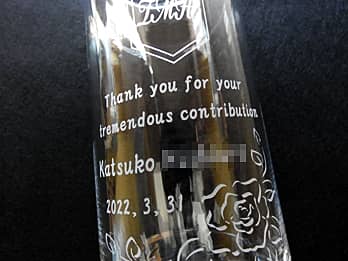 Thank you for your
tremendous contribution
Katsuko
2022, 3, 31